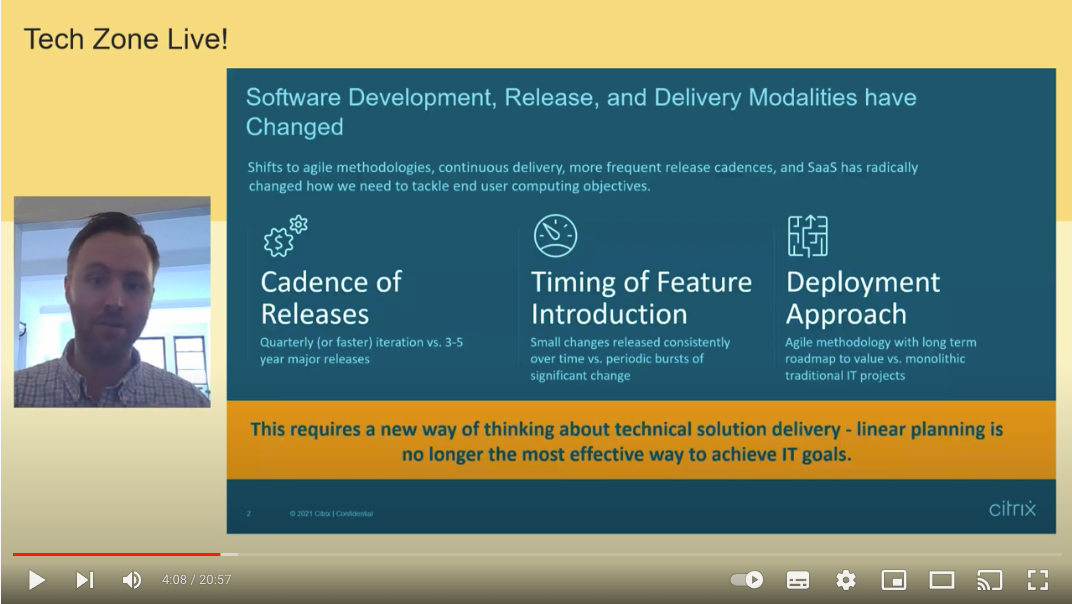 Tech Zone Live!
Software Development, Release, and Delivery Modalities have
Changed
Shifts to agile methodologies, continuous delivery, more frequent release cadences, and SaaS has radically
changed how we need to tackle end user computing objectives.
$
Cadence of
Releases
Quarterly (or faster) iteration vs. 3-5
year major releases
Timing of Feature
Introduction
Small changes released consistently
over time vs. periodic bursts of
significant change
Deployment
Approach
Agile methodology with long term
roadmap to value vs. monolithic
traditional IT projects
This requires a new way of thinking about technical solution delivery - linear planning is
no longer the most effective way to achieve IT goals.
2 © 2021 Citrix | Confidential
citrix
4:08 / 20:57